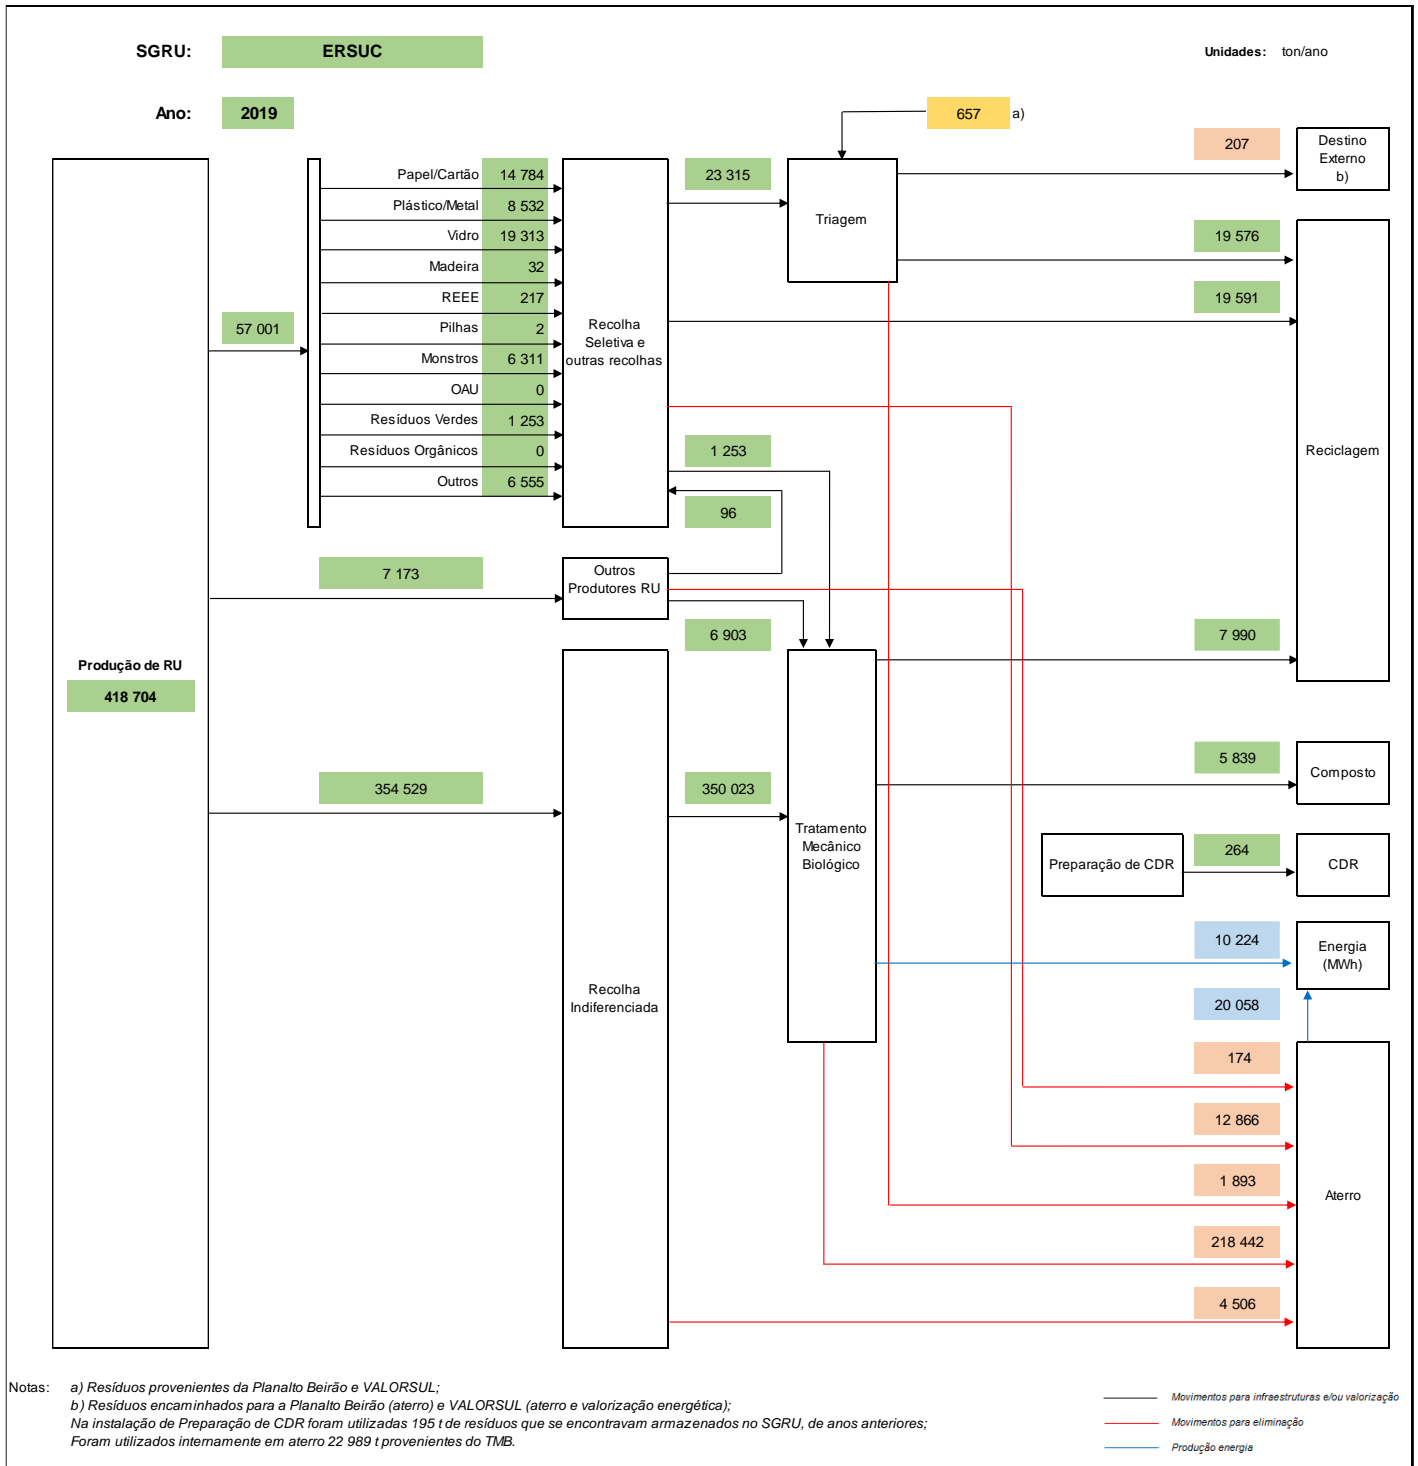 SGRU: ERSUC Unidades: ton/ano
Ano: 2019 657 a)
207 Destino
Externo
b)
Papel/Cartão 14 784 23 315
Plástico/Metal 8 532
Triagem
Vidro 19 313 19 576
Madeira 32
REEE 217 19 591
57 001
Pilhas 2
Recolha
Seletiva e
outras recolhas
Monstros 6 311
OAU 0
Resíduos Verdes 1 253
Resíduos Orgânicos 0 1 253
Reciclagem
Outros 6 555
96
7 173 Outros
Produtores RU
6 903 7 990
Produção de RU
418 704
5 839 Composto
354 529 350 023
Tratamento
Mecânico
Biológico
Preparação de CDR 264 CDR
10 224 Energia
(MWh)
Recolha
Indiferenciada
20 058
174
12 866
1 893
Aterro
218 442
4 506
Notas: a) Resíduos provenientes da Planalto Beirão e VALORSUL;
b) Resíduos encaminhados para a Planalto Beirão (aterro) e VALORSUL (aterro e valorização energética);
Na instalação de Preparação de CDR foram utilizadas 195 t de resíduos que se encontravam armazenados no SGRU, de anos anteriores;
Foram utilizados internamente em aterro 22 989 t provenientes do TMB.
Movimentos para infraestruturas e/ou valorização
Movimentos para eliminação
Produção energia